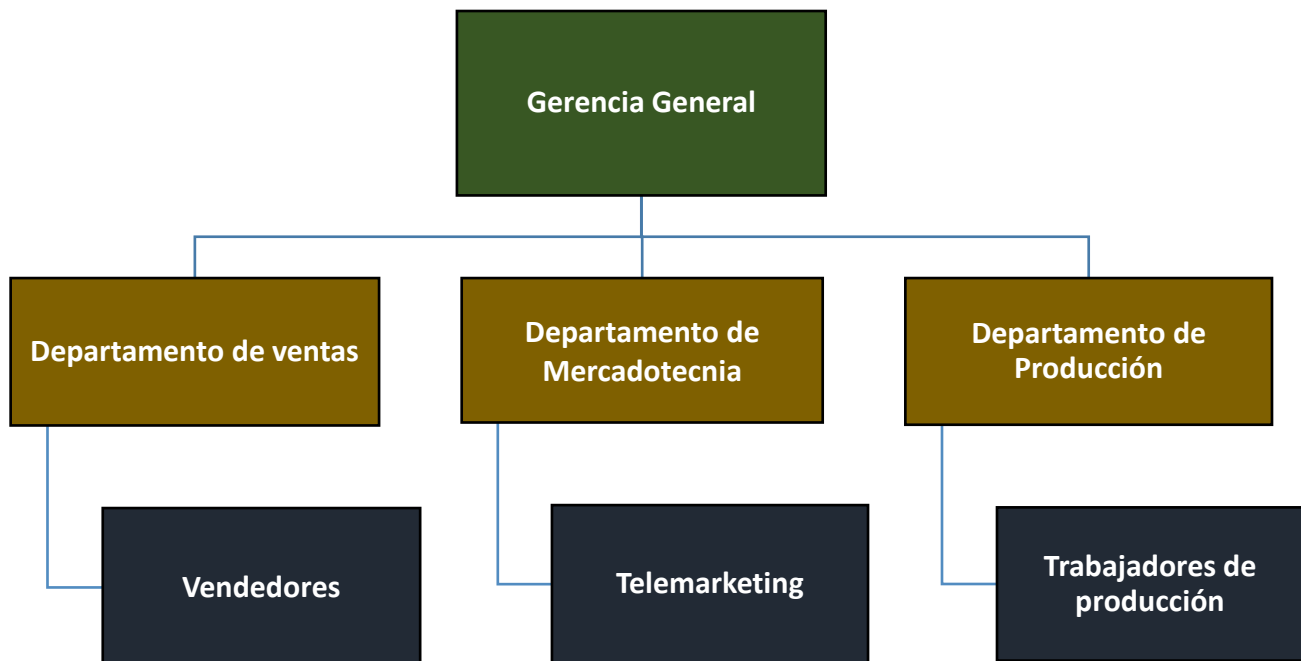 Gerencia General
Departamento de ventas
Departamento de
Mercadotecnia
Departamento de
Producción
Vendedores
Telemarketing
Trabajadores de
producción